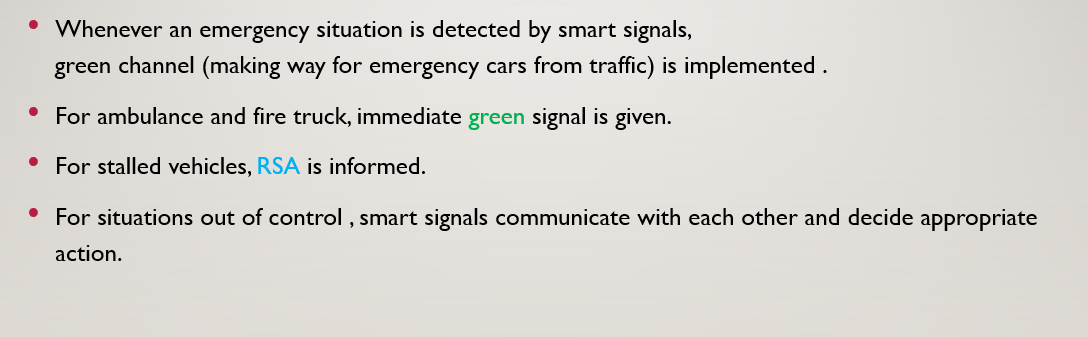 • Whenever an emergency situation is detected by smart signals,
green channel (making way for emergency cars from traffic) is implemented .
• For ambulance and fire truck, immediate green signal is given.
• For stalled vehicles, RSA is informed.
• For situations out of control , smart signals communicate with each other and decide appropriate
action.